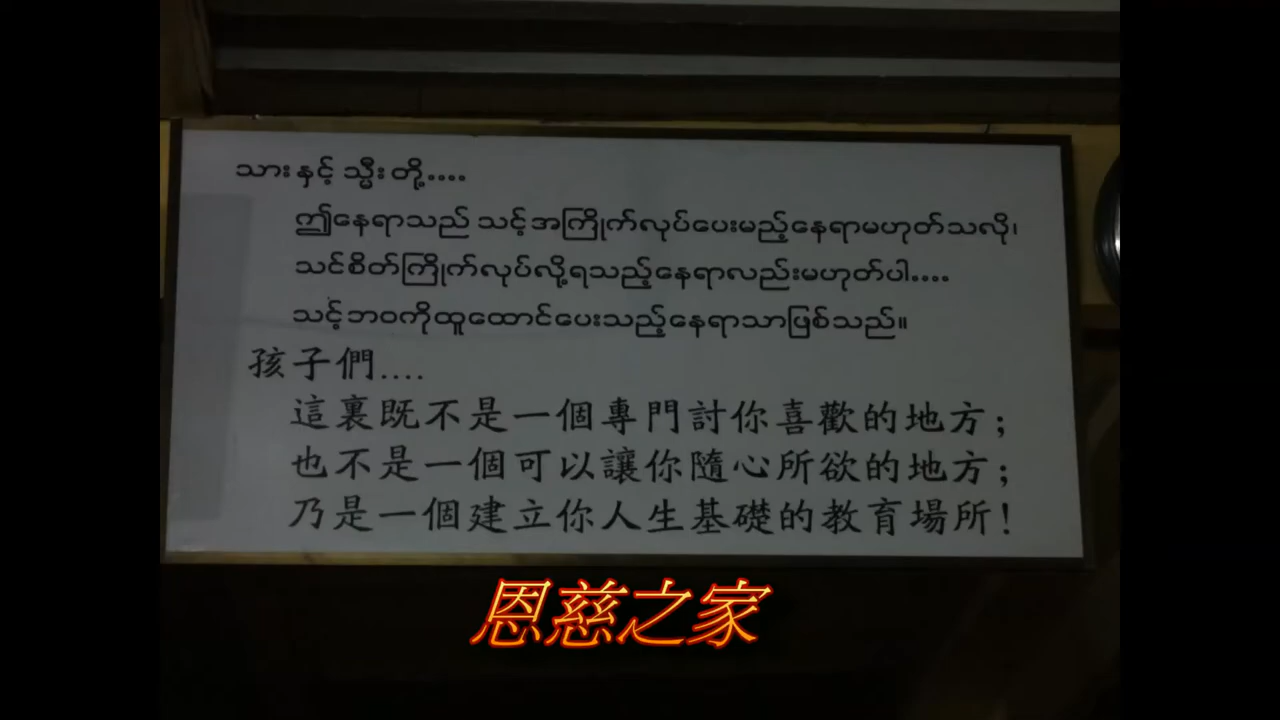 သားနှင့် သ္မီးတို့....
ဤနေရာသည် သင့်အကြိုက်လုပ်ပေးမည့်နေရာမဟုတ်သလို၊
သင်စိတ်ကြိုက်လုပ်လို့ရသည့်နေရာလည်းမဟုတ်ပါ....
သင့်ဘဝကိုထူထောင်ပေးသည့်နေရာသာဖြစ်သည်။
孩子們....
這裏既不是一個專門討你喜歡的地方;
也不是一個可以讓你隨心所欲的地方;
乃是一個建立你人生基礎的教育場所!
恩慈之家